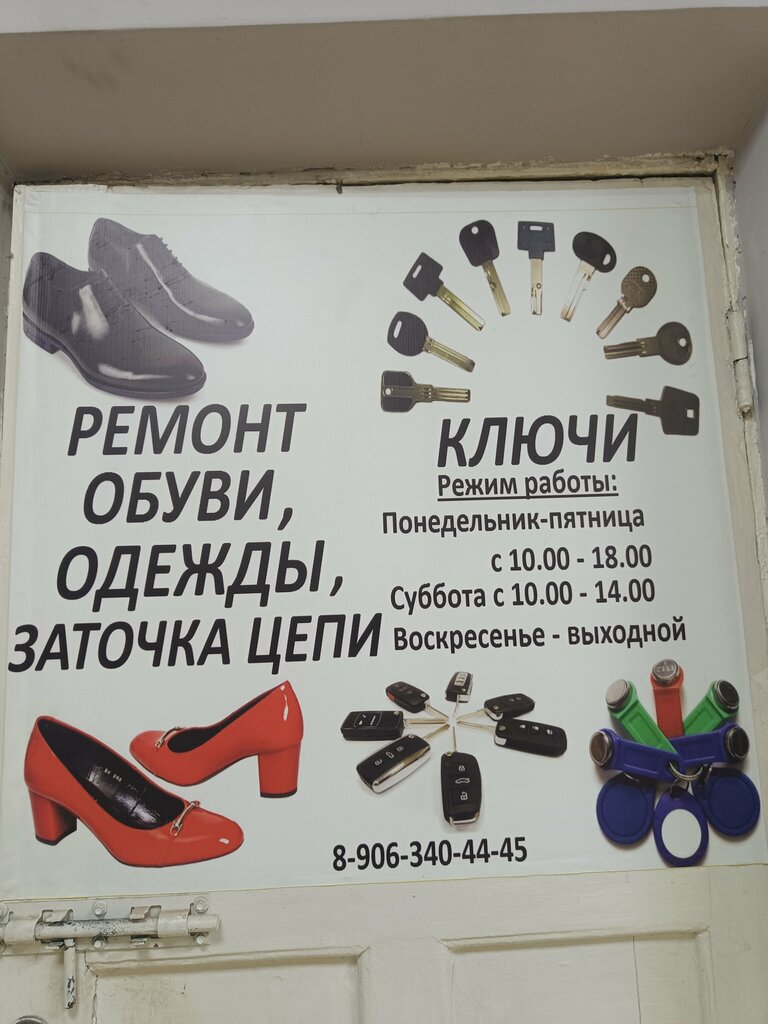 РЕМОНТ
ОБУВИ,
ОДЕЖДЫ,
ЗАТОЧКА ЦЕПИ
КЛЮЧИ
Режим работы:
Понедельник-пятница
с 10.00 - 18.00
Суббота с 10.00 - 14.00
Воскресенье - выходной
8-906-340-44-45